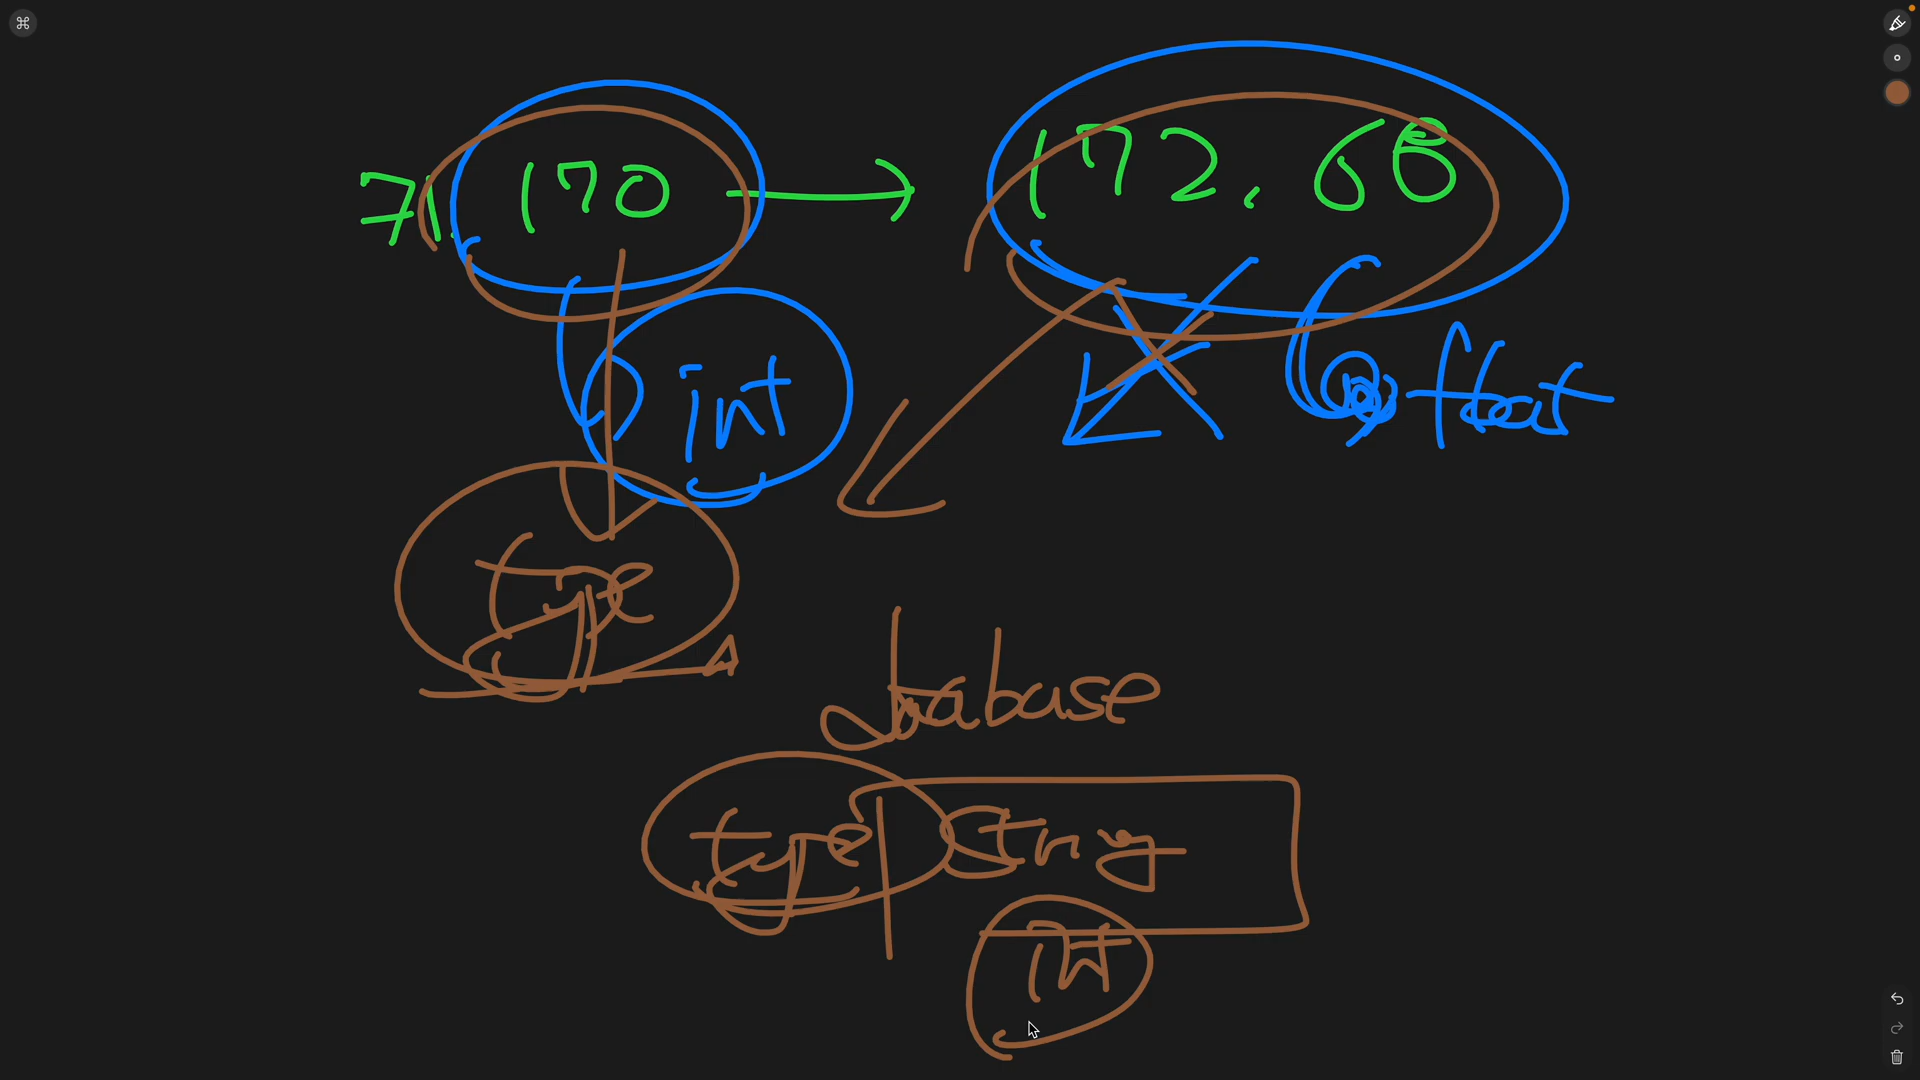 71. 170 → 172.68
int float
type
database
type string
int